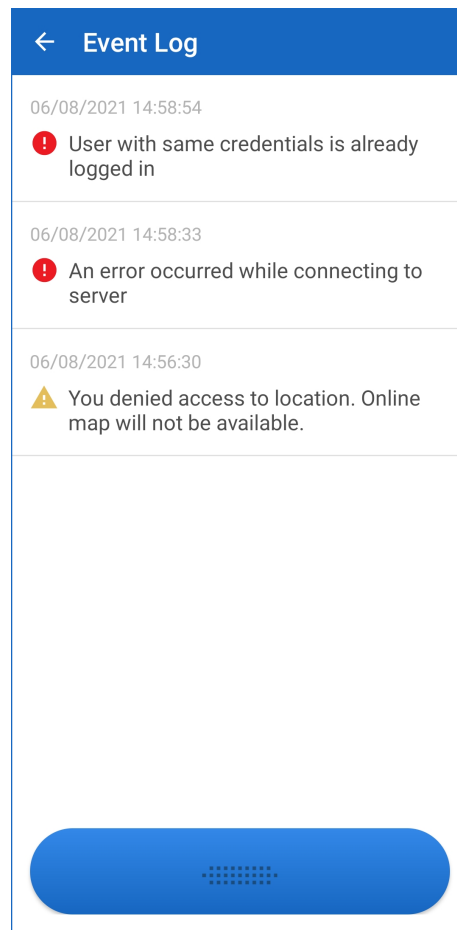 Event Log
06/08/2021 14:58:54
User with same credentials is already
logged in
06/08/2021 14:58:33
An error occurred while connecting to
server
06/08/2021 14:56:30
You denied access to location. Online
map will not be available.